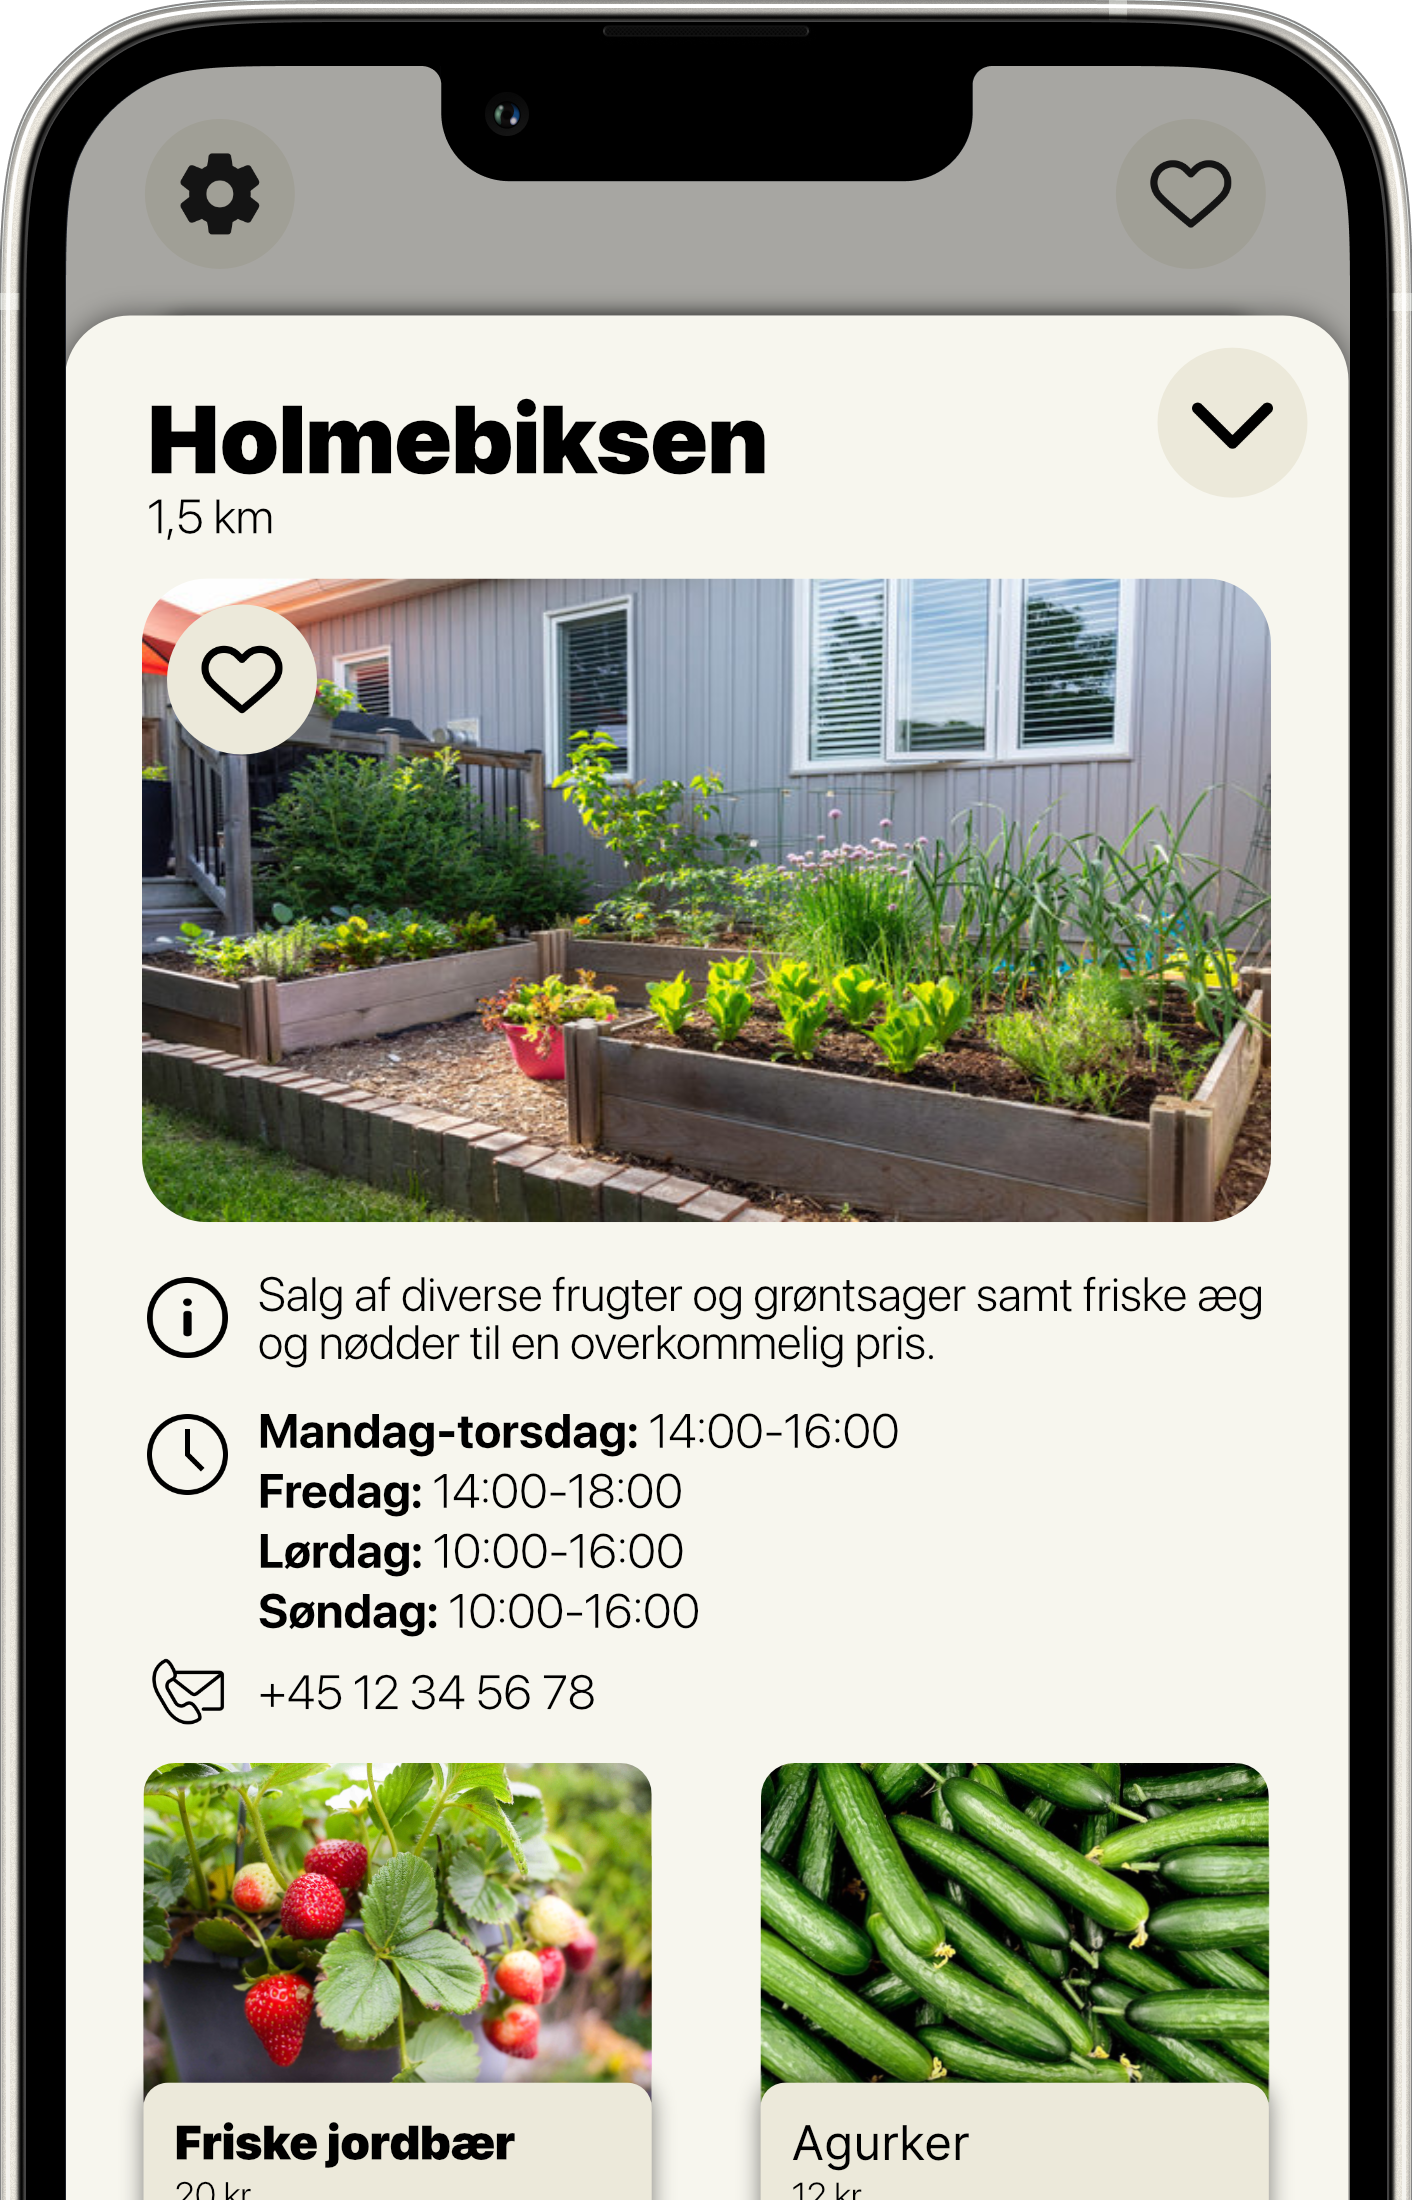 Holmebiksen
1,5 km
Salg af diverse frugter og grøntsager samt friske æg
og nødder til en overkommelig pris.
Mandag-torsdag: 14:00-16:00
Fredag: 14:00-18:00
Lørdag: 10:00-16:00
Søndag: 10:00-16:00
+45 12 34 56 78
Friske jordbær
Agurker
20 kr
12 kr